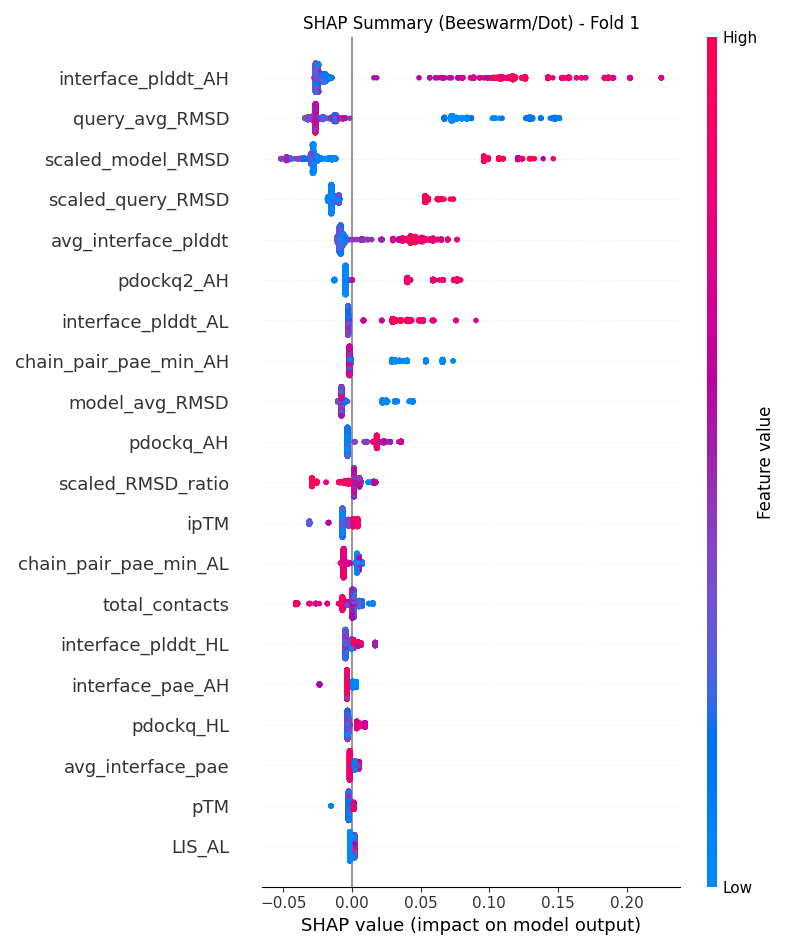 SHAP Summary (Beeswarm/Dot) - Fold 1
High
interface_plddt_AH
query_avg_RMSD
scaled_model_RMSD
scaled_query_RMSD
avg_interface_plddt
pdockq2_AH
interface_plddt_AL
chain_pair_pae_min_AH
model_avg_RMSD
pdockq_AH
scaled_RMSD_ratio
ipTM
chain_pair_pae_min_AL
total_contacts
interface_plddt_HL
interface_pae_AH
pdockq_HL
avg_interface_pae
pTM
LIS_AL
Feature value
Low
−0.05 0.00 0.05 0.10 0.15 0.20
SHAP value (impact on model output)